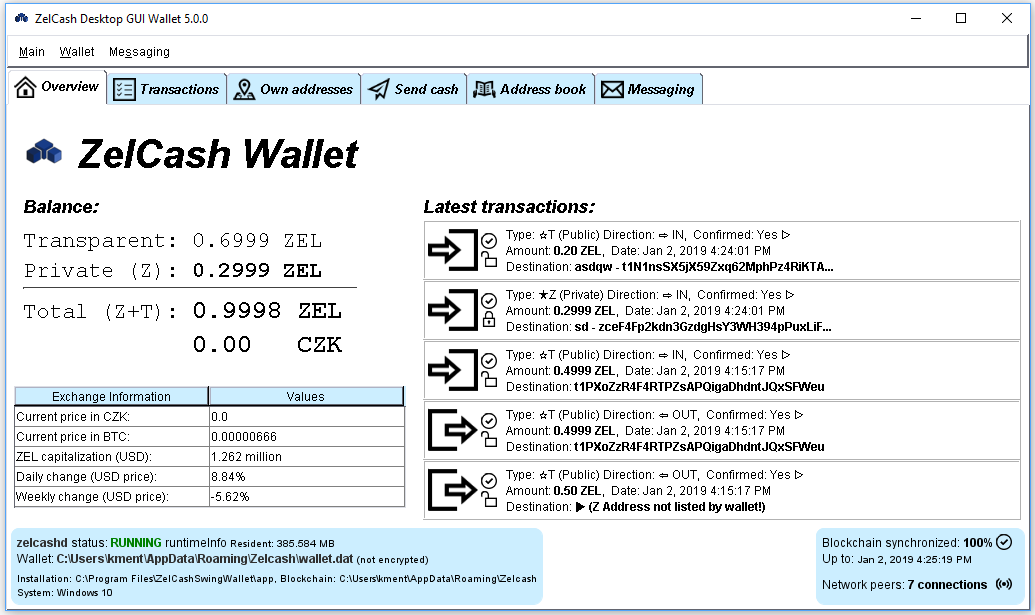 ZelCash Desktop GUI Wallet 5.0.0
Main Wallet Messaging
Overview Transactions Own addresses Send cash Address book Messaging
ZelCash Wallet
Balance:
Transparent: 0.6999 ZEL
Private (Z): 0.2999 ZEL
Total (Z+T): 0.9998 ZEL
0.00 CZK
Exchange Information Values
Current price in CZK: 0.0
Current price in BTC: 0.00000666
ZEL capitalization (USD): 1.262 million
Daily change (USD price): 8.84%
Weekly change (USD price): -5.62%
Latest transactions:
Type: ☆T (Public) Direction: ⇨ IN, Confirmed: Yes ▷
Amount: 0.20 ZEL, Date: Jan 2, 2019 4:24:01 PM
Destination: asdqw - t1N1nsSX5jX59Zxq62MphPz4RiKTA...
Type: ★Z (Private) Direction: ⇨ IN, Confirmed: Yes ▷
Amount: 0.2999 ZEL, Date: Jan 2, 2019 4:24:01 PM
Destination: sd - zceF4Fp2kdn3GzdgHsY3WH394pPuxLiF...
Type: ☆T (Public) Direction: ⇨ IN, Confirmed: Yes ▷
Amount: 0.4999 ZEL, Date: Jan 2, 2019 4:15:17 PM
Destination: t1PXoZzR4F4RTPZsAPQigaDhdntJQxSFWeu
Type: ☆T (Public) Direction: ⇦ OUT, Confirmed: Yes ▷
Amount: 0.4999 ZEL, Date: Jan 2, 2019 4:15:17 PM
Destination: t1PXoZzR4F4RTPZsAPQigaDhdntJQxSFWeu
Type: ☆T (Public) Direction: ⇦ OUT, Confirmed: Yes ▷
Amount: 0.50 ZEL, Date: Jan 2, 2019 4:15:17 PM
Destination: ▶ (Z Address not listed by wallet!)
zelcashd status: RUNNING runtimeInfo Resident: 385.584 MB
Wallet: C:\Users\kment\AppData\Roaming\Zelcash\wallet.dat (not encrypted)
Installation: C:\Program Files\ZelCashSwingWallet\app, Blockchain: C:\Users\kment\AppData\Roaming\Zelcash
System: Windows 10
Blockchain synchronized: 100%
Up to: Jan 2, 2019 4:25:19 PM
Network peers: 7 connections